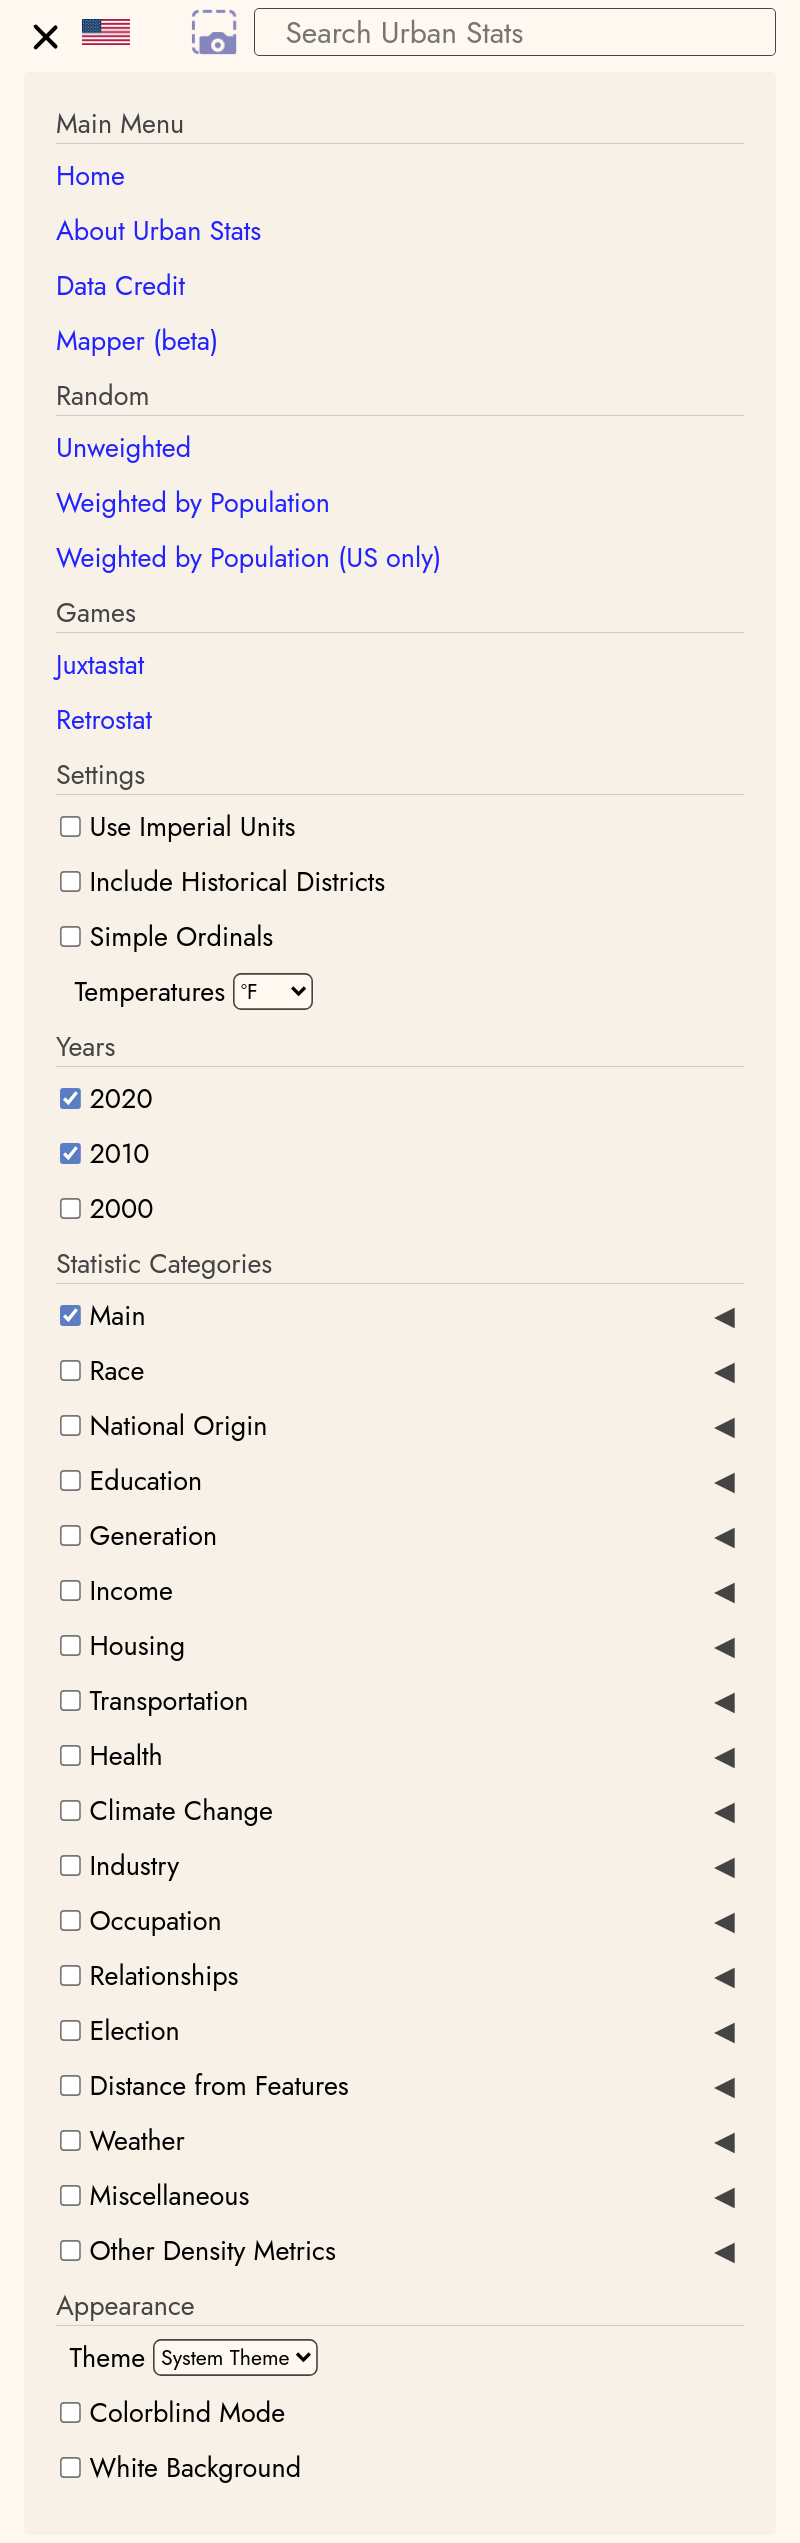 Search Urban Stats
Main Menu
Home
About Urban Stats
Data Credit
Mapper (beta)
Random
Unweighted
Weighted by Population
Weighted by Population (US only)
Games
Juxtastat
Retrostat
Settings
Use Imperial Units
Include Historical Districts
Simple Ordinals
Temperatures °F
Years
2020
2010
2000
Statistic Categories
Main
Race
National Origin
Education
Generation
Income
Housing
Transportation
Health
Climate Change
Industry
Occupation
Relationships
Election
Distance from Features
Weather
Miscellaneous
Other Density Metrics
Appearance
Theme System Theme
Colorblind Mode
White Background